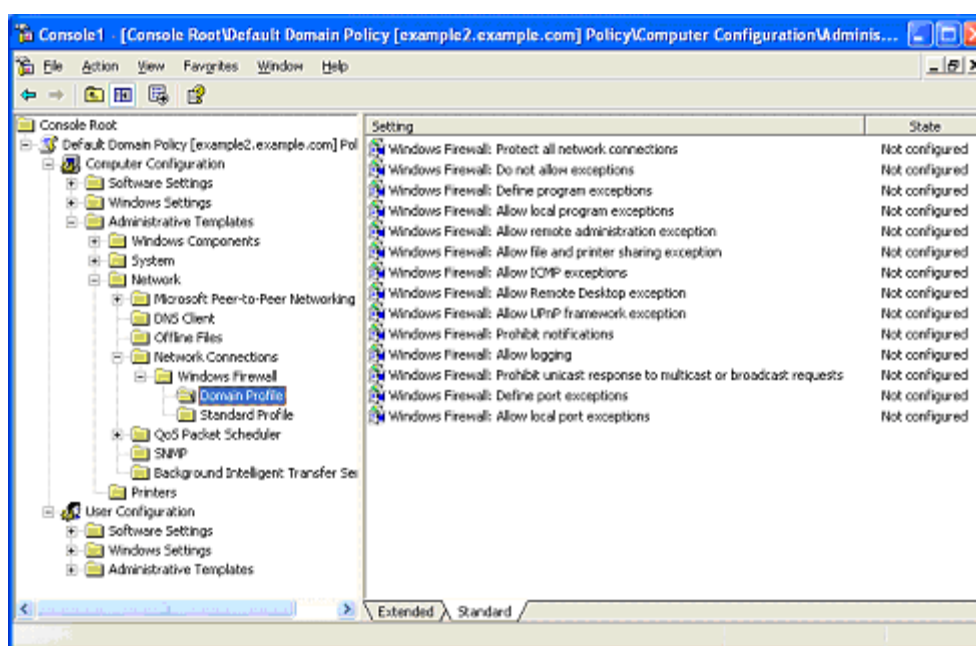 Console1 - [Console Root\Default Domain Policy [example2.example.com] Policy\Computer Configuration\Adminis...
File Action View Favorites Window Help
Console Root
Default Domain Policy [example2.example.com] Pol
Computer Configuration
Software Settings
Windows Settings
Administrative Templates
Windows Components
System
Network
Microsoft Peer-to-Peer Networking
DNS Client
Offline Files
Network Connections
Windows Firewall
Domain Profile
Standard Profile
QoS Packet Scheduler
SNMP
Background Intelligent Transfer Ser
Printers
User Configuration
Software Settings
Windows Settings
Administrative Templates
Setting State
Windows Firewall: Protect all network connections Not configured
Windows Firewall: Do not allow exceptions Not configured
Windows Firewall: Define program exceptions Not configured
Windows Firewall: Allow local program exceptions Not configured
Windows Firewall: Allow remote administration exception Not configured
Windows Firewall: Allow file and printer sharing exception Not configured
Windows Firewall: Allow ICMP exceptions Not configured
Windows Firewall: Allow Remote Desktop exception Not configured
Windows Firewall: Allow UPnP framework exception Not configured
Windows Firewall: Prohibit notifications Not configured
Windows Firewall: Allow logging Not configured
Windows Firewall: Prohibit unicast response to multicast or broadcast requests Not configured
Windows Firewall: Define port exceptions Not configured
Windows Firewall: Allow local port exceptions Not configured
Extended Standard